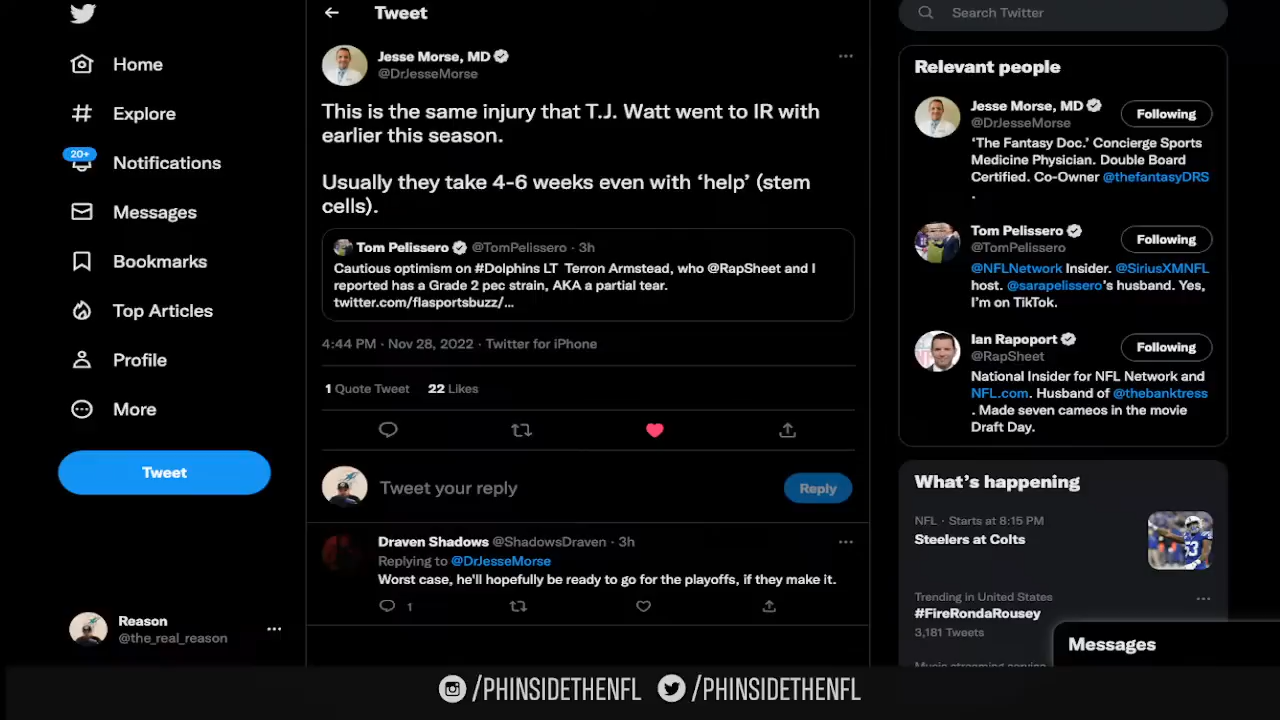 Home
Explore
20+
Notifications
Messages
Bookmarks
Top Articles
Profile
More
Tweet
Reason
@the_real_reason
Tweet
Jesse Morse, MD
@DrJesseMorse
This is the same injury that T.J. Watt went to IR with
earlier this season.
Usually they take 4-6 weeks even with ‘help’ (stem
cells).
Tom Pelissero @TomPelissero · 3h
Cautious optimism on #Dolphins LT Terron Armstead, who @RapSheet and I
reported has a Grade 2 pec strain, AKA a partial tear.
twitter.com/flasportsbuzz/...
4:44 PM · Nov 28, 2022 · Twitter for iPhone
1 Quote Tweet 22 Likes
Tweet your reply
Reply
Draven Shadows @ShadowsDraven · 3h
Replying to @DrJesseMorse
Worst case, he'll hopefully be ready to go for the playoffs, if they make it.
1
Search Twitter
Relevant people
Jesse Morse, MD
@DrJesseMorse
Following
‘The Fantasy Doc.’ Concierge Sports
Medicine Physician. Double Board
Certified. Co-Owner @thefantasyDRS
.
Tom Pelissero
@TomPelissero
Following
@NFLNetwork Insider. @SiriusXMNFL
host. @sarapelissero's husband. Yes,
I'm on TikTok.
Ian Rapoport
@RapSheet
Following
National Insider for NFL Network and
NFL.com. Husband of @thebanktress
. Made seven cameos in the movie
Draft Day.
What's happening
NFL · Starts at 8:15 PM
Steelers at Colts
Trending in United States
#FireRondaRousey
3,181 Tweets
Music streaming service
Messages
/PHINSIDETHENFL /PHINSIDETHENFL